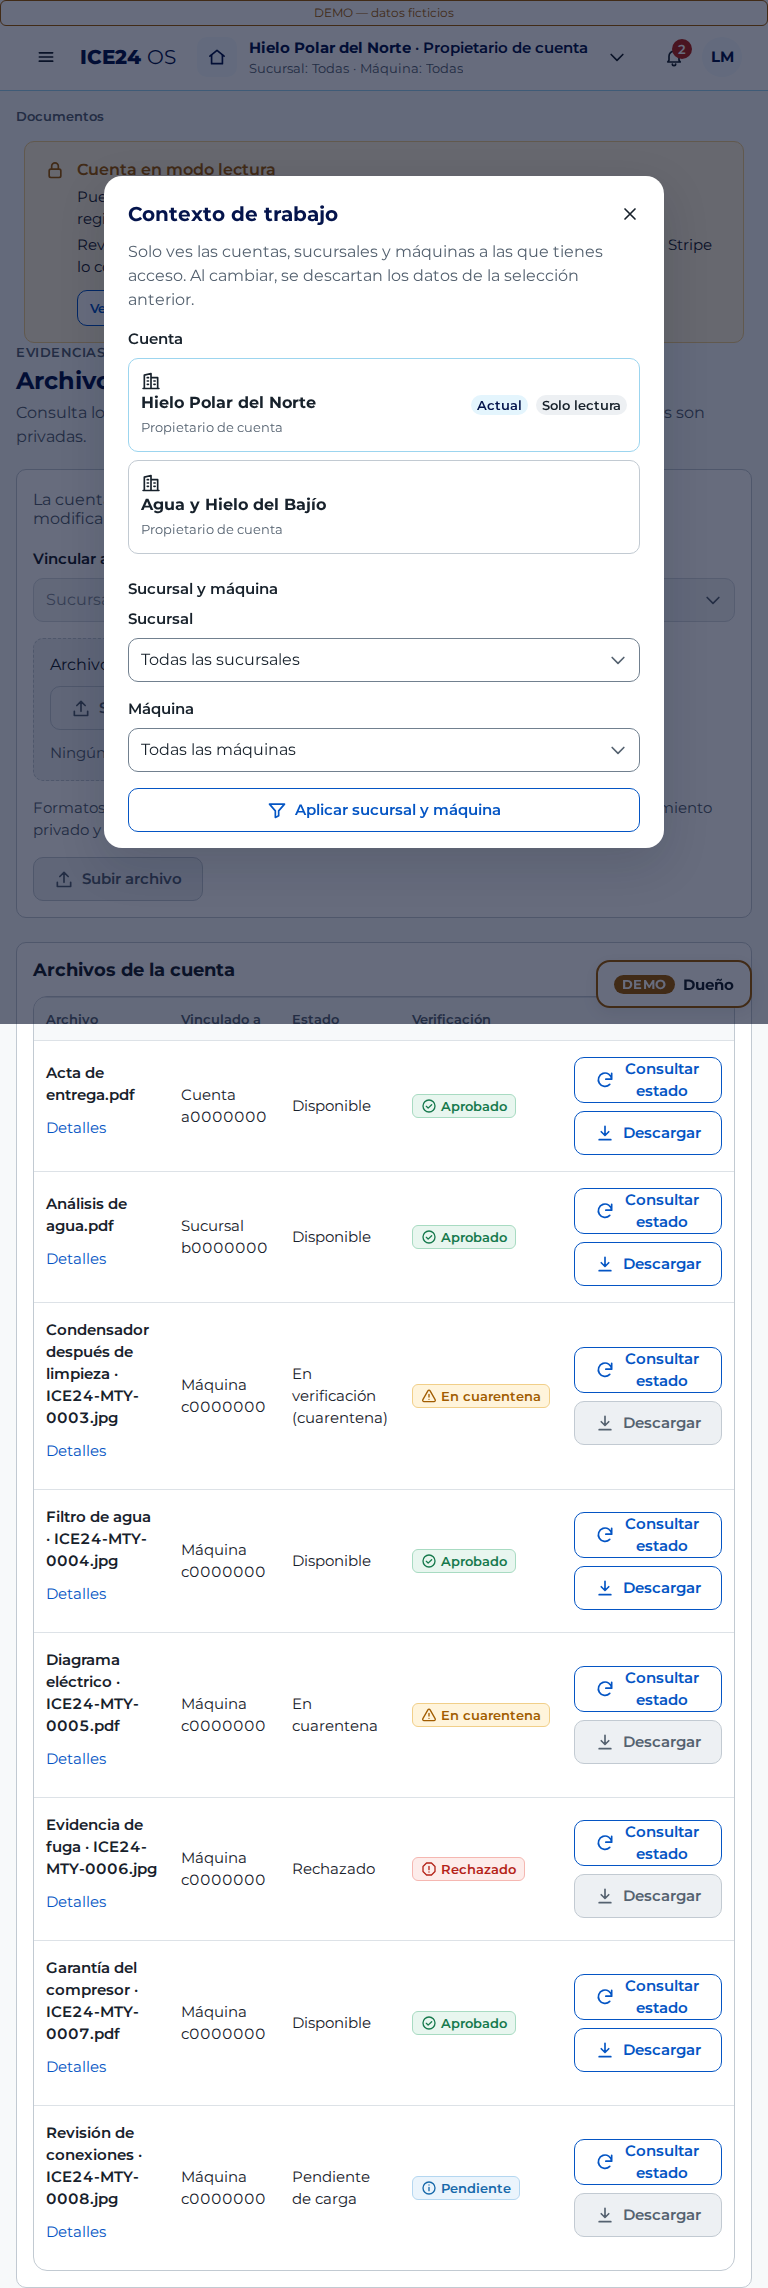 DEMO — datos ficticios
ICE24 OS
Hielo Polar del Norte · Propietario de cuenta
Sucursal: Todas · Máquina: Todas
2
LM
Documentos
Cuenta en modo lectura
Stripe
EVIDENCIAS
Consulta
privadas.
son
La
Contexto de trabajo
Solo ves las cuentas, sucursales y máquinas a las que tienes
acceso. Al cambiar, se descartan los datos de la selección
anterior.
Cuenta
Hielo Polar del Norte
Propietario de cuenta
Actual
Solo lectura
Agua y Hielo del Bajío
Propietario de cuenta
Sucursal y máquina
Sucursal
Todas las sucursales
Máquina
Todas las máquinas
Aplicar sucursal y máquina
Vincular
Formatos
privado y
Subir archivo
Archivos de la cuenta
DEMO Dueño
Archivo Vinculado a Estado Verificación
Acta de
entrega.pdf
Detalles
Cuenta
a0000000
Disponible
Aprobado
Consultar
estado
Descargar
Análisis de
agua.pdf
Detalles
Sucursal
b0000000
Disponible
Aprobado
Consultar
estado
Descargar
Condensador
después de
limpieza ·
ICE24-MTY-
0003.jpg
Detalles
Máquina
c0000000
En
verificación
(cuarentena)
En cuarentena
Consultar
estado
Descargar
Filtro de agua
· ICE24-MTY-
0004.jpg
Detalles
Máquina
c0000000
Disponible
Aprobado
Consultar
estado
Descargar
Diagrama
eléctrico ·
ICE24-MTY-
0005.pdf
Detalles
Máquina
c0000000
En
cuarentena
En cuarentena
Consultar
estado
Descargar
Evidencia de
fuga · ICE24-
MTY-0006.jpg
Detalles
Máquina
c0000000
Rechazado
Rechazado
Consultar
estado
Descargar
Garantía del
compresor ·
ICE24-MTY-
0007.pdf
Detalles
Máquina
c0000000
Disponible
Aprobado
Consultar
estado
Descargar
Revisión de
conexiones ·
ICE24-MTY-
0008.jpg
Detalles
Máquina
c0000000
Pendiente
de carga
Pendiente
Consultar
estado
Descargar